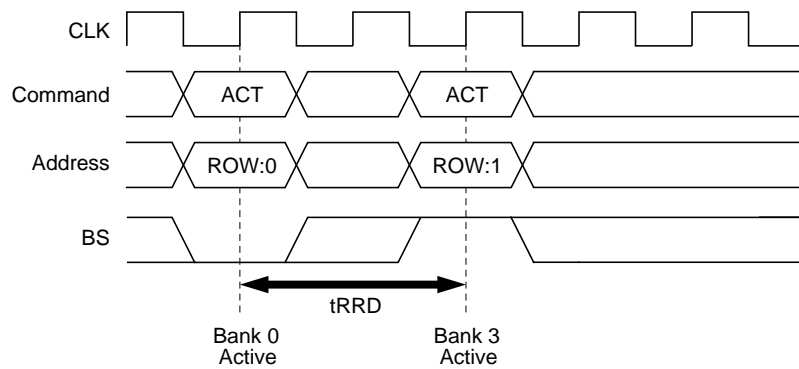 CLK
Command
ACT
ACT
Address
ROW:0
ROW:1
BS
tRRD
Bank 0
Active
Bank 3
Active